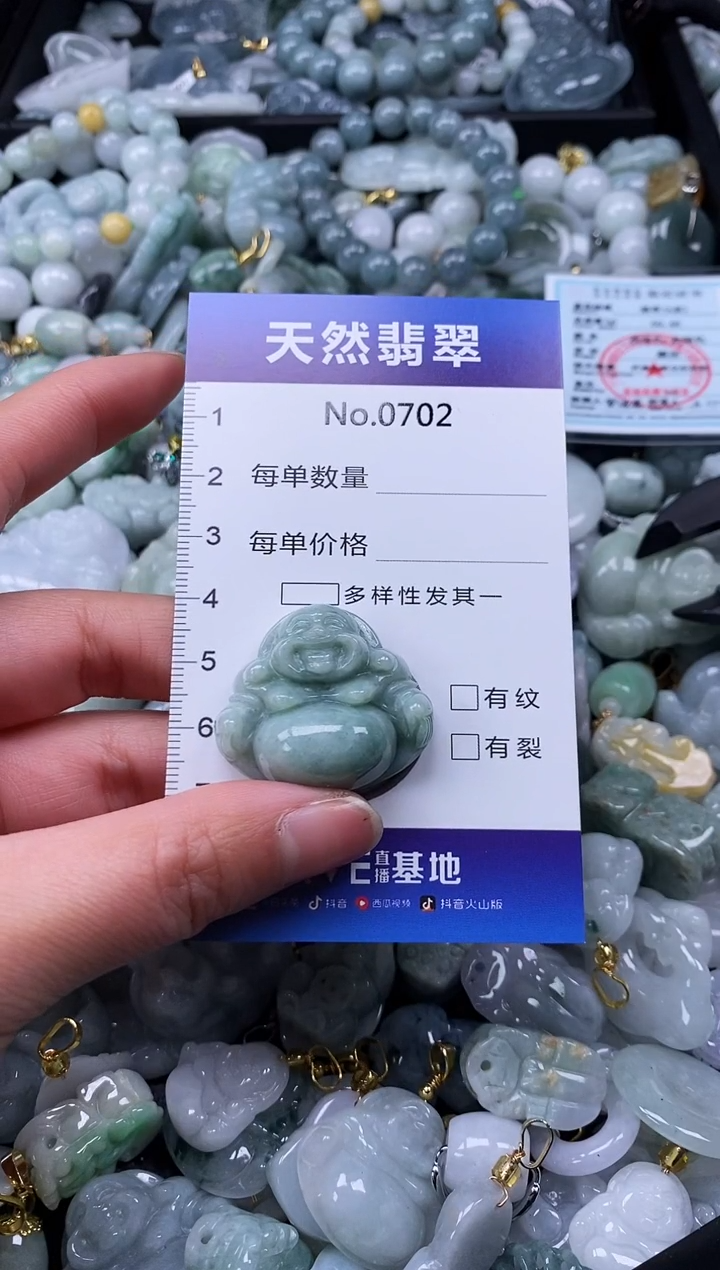 天然翡翠
No.0702
1
2 每单数量
3 每单价格
4 多样性发其一
5
有纹
6
有裂
直播基地
抖音 西瓜视频 抖音火山版